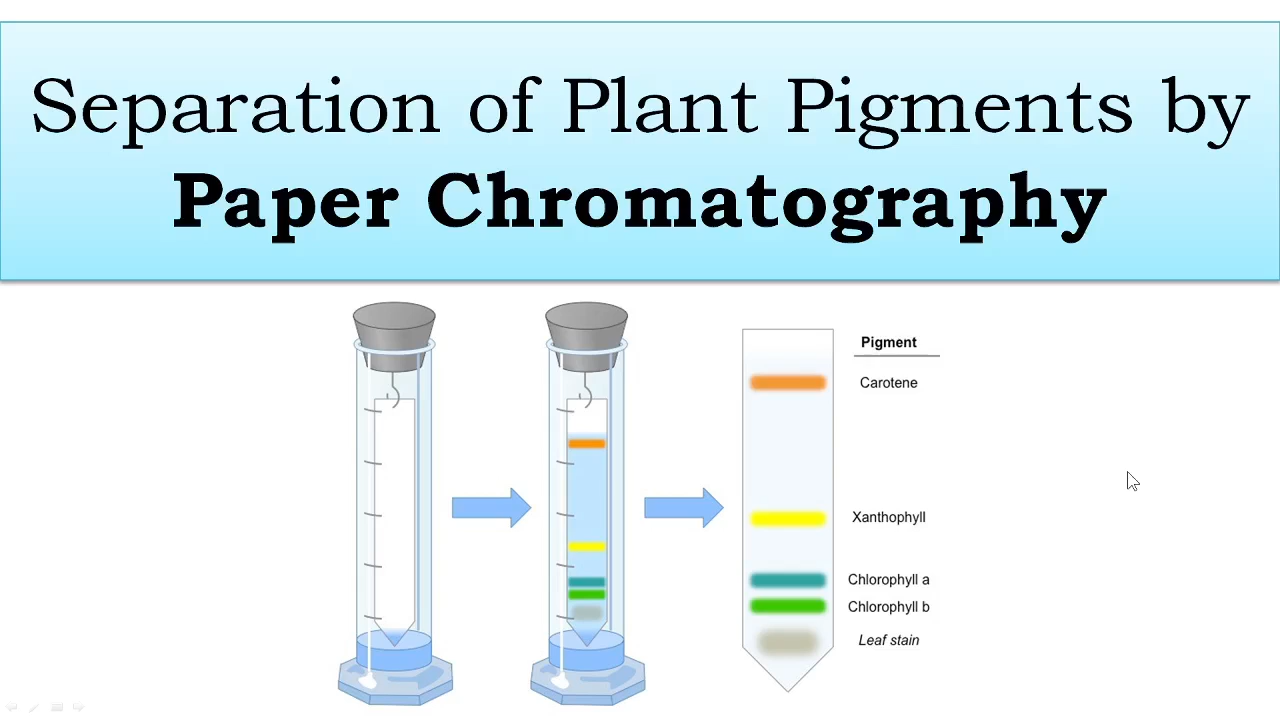 Separation of Plant Pigments by
Paper Chromatography
Pigment
Carotene
Xanthophyll
Chlorophyll a
Chlorophyll b
Leaf stain